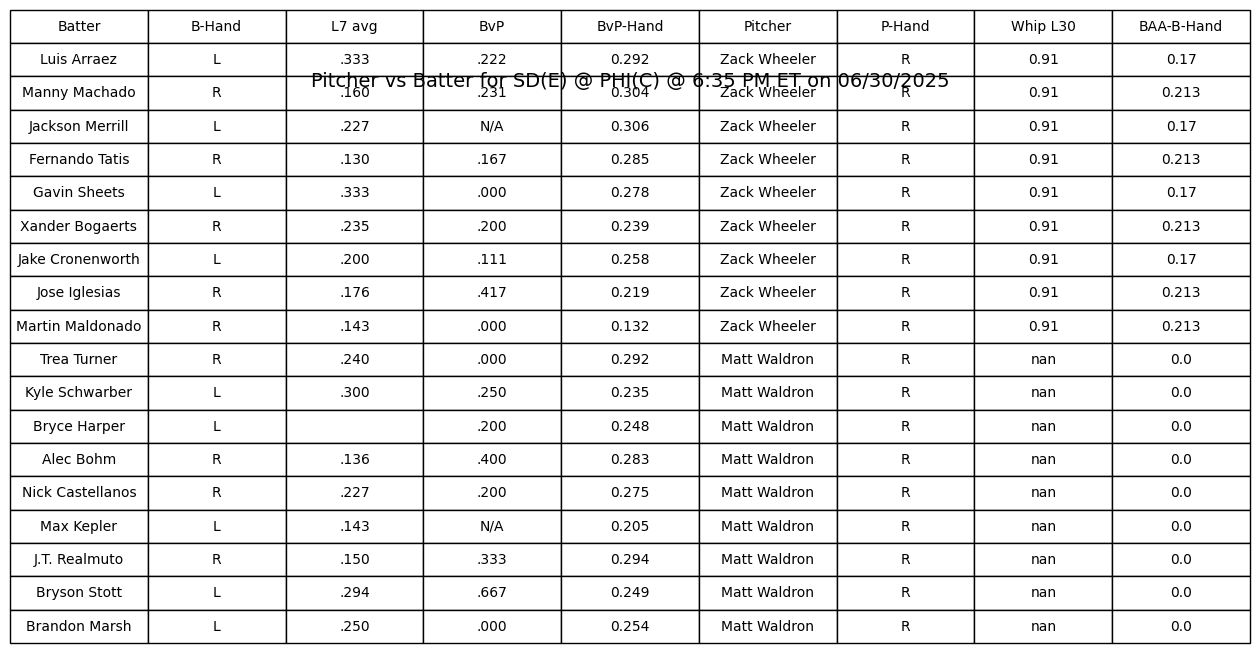 Batter B-Hand L7 avg BvP BvP-Hand Pitcher P-Hand Whip L30 BAA-B-Hand
Luis Arraez L .333 .222 0.292 Zack Wheeler R 0.91 0.17
Pitcher vs Batter for SD(E) @ PHI(C) @ 6:35 PM ET on 06/30/2025
Manny Machado R .160 .231 0.304 Zack Wheeler R 0.91 0.213
Jackson Merrill L .227 N/A 0.306 Zack Wheeler R 0.91 0.17
Fernando Tatis R .130 .167 0.285 Zack Wheeler R 0.91 0.213
Gavin Sheets L .333 .000 0.278 Zack Wheeler R 0.91 0.17
Xander Bogaerts R .235 .200 0.239 Zack Wheeler R 0.91 0.213
Jake Cronenworth L .200 .111 0.258 Zack Wheeler R 0.91 0.17
Jose Iglesias R .176 .417 0.219 Zack Wheeler R 0.91 0.213
Martin Maldonado R .143 .000 0.132 Zack Wheeler R 0.91 0.213
Trea Turner R .240 .000 0.292 Matt Waldron R nan 0.0
Kyle Schwarber L .300 .250 0.235 Matt Waldron R nan 0.0
Bryce Harper L .200 0.248 Matt Waldron R nan 0.0
Alec Bohm R .136 .400 0.283 Matt Waldron R nan 0.0
Nick Castellanos R .227 .200 0.275 Matt Waldron R nan 0.0
Max Kepler L .143 N/A 0.205 Matt Waldron R nan 0.0
J.T. Realmuto R .150 .333 0.294 Matt Waldron R nan 0.0
Bryson Stott L .294 .667 0.249 Matt Waldron R nan 0.0
Brandon Marsh L .250 .000 0.254 Matt Waldron R nan 0.0